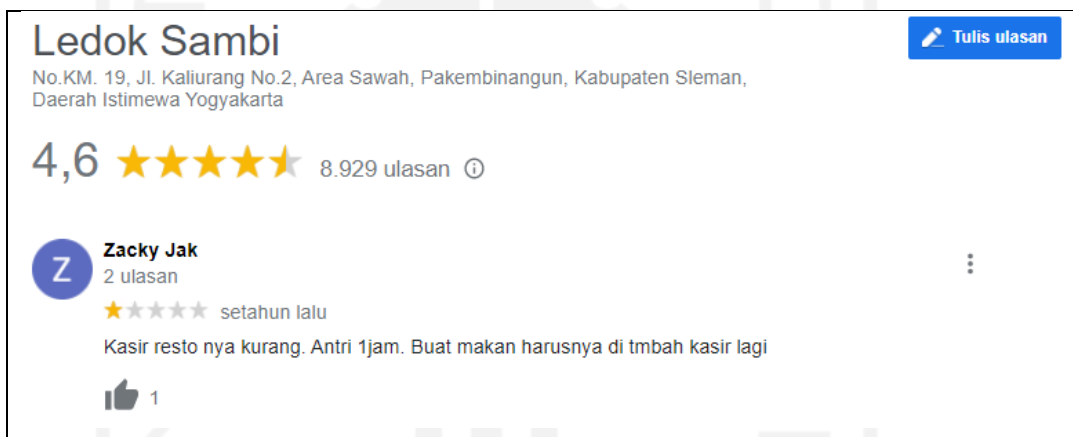 Ledok Sambi
Tulis ulasan
No.KM. 19, Jl. Kaliurang No.2, Area Sawah, Pakembinangun, Kabupaten Sleman,
Daerah Istimewa Yogyakarta
4,6 8.929 ulasan
Z
Zacky Jak
2 ulasan
setahun lalu
Kasir resto nya kurang. Antri 1jam. Buat makan harusnya di tmbah kasir lagi
1